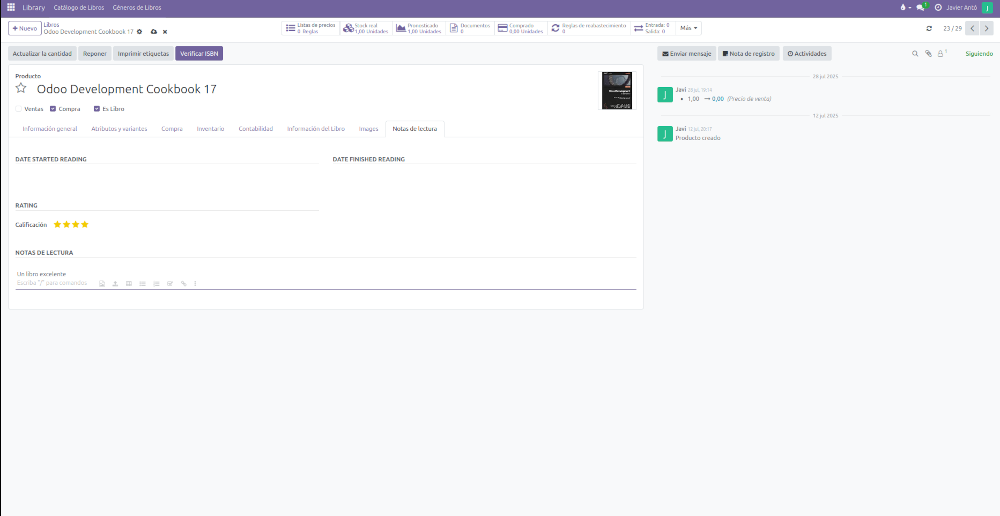 Library Catálogo de Libros Géneros de Libros 1 Javier Antó J
+ Nuevo
Libros
Odoo Development Cookbook 17
Listas de precios
0 Reglas
Stock real
1,00 Unidades
Pronosticado
1,00 Unidades
Documentos
0
Comprado
0,00 Unidades
Reglas de reabastecimiento
0
Entrada: 0
Salida: 0
Más
23 / 29
Actualizar la cantidad Reponer Imprimir etiquetas Verificar ISBN
Enviar mensaje Nota de registro Actividades Siguiendo
Producto
Odoo Development Cookbook 17
Ventas Compra Es Libro
Información general Atributos y variantes Compra Inventario Contabilidad Información del Libro Images Notas de lectura
DATE STARTED READING DATE FINISHED READING
RATING
Calificación
NOTAS DE LECTURA
Un libro excelente
Escriba "/" para comandos
28 jul 2025
J
Javi
1,00 → 0,00 (Precio de venta)
12 jul 2025
J
Javi 12 jul 20:17
Producto creado